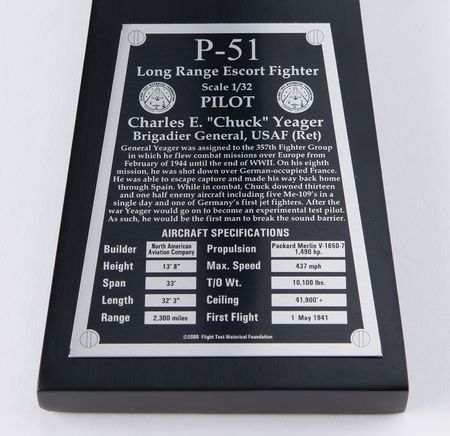 P-51
Long Range Escort Fighter
Scale 1/32
PILOT
Charles E. "Chuck" Yeager
Brigadier General, USAF (Ret)
General Yeager was assigned to the 357th Fighter Group
in which he flew combat missions over Europe from
February of 1944 until the end of WWII. On his eighth
mission, he was shot down over German-occupied France.
He was able to escape capture and made his way back home
through Spain. While in combat, Chuck downed thirteen
and one half enemy aircraft including five Me-109's in a
single day and one of Germany's first jet fighters. After the
war Yeager would go on to become an experimental test pilot.
As such, he would be the first man to break the sound barrier.
AIRCRAFT SPECIFICATIONS
Builder North American Aviation Company Propulsion Packard Merlin V-1650-7 1,490 hp.
Height 13' 8" Max. Speed 437 mph
Span 33' T/O Wt. 10,100 lbs.
Length 32' 3" Ceiling 41,900'+
Range 2,300 miles First Flight 1 May 1941
©2000 Flight Test Historical Foundation